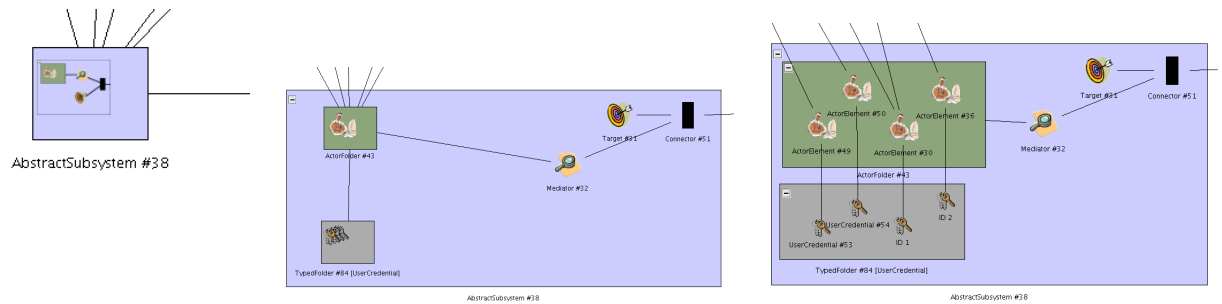 AbstractSubsystem #38
ActorFolder #43
Target #31
Connector #51
Mediator #32
TypedFolder #84 [UserCredential]
AbstractSubsystem #38
ActorElement #50
ActorElement #36
ActorElement #49
ActorElement #30
ActorFolder #43
Target #31
Connector #51
Mediator #32
UserCredential #54
ID 2
UserCredential #53
ID 1
TypedFolder #84 [UserCredential]
AbstractSubsystem #38